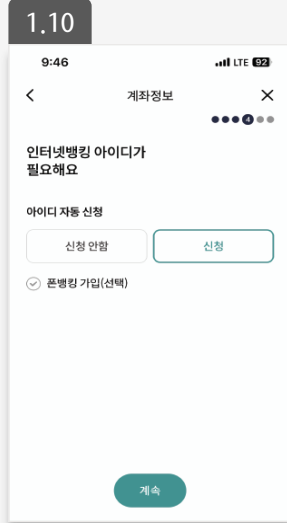 1.10
9:46
LTE 92
계좌정보
4
인터넷뱅킹 아이디가
필요해요
아이디 자동 신청
신청 안함
신청
폰뱅킹 가입(선택)
계속